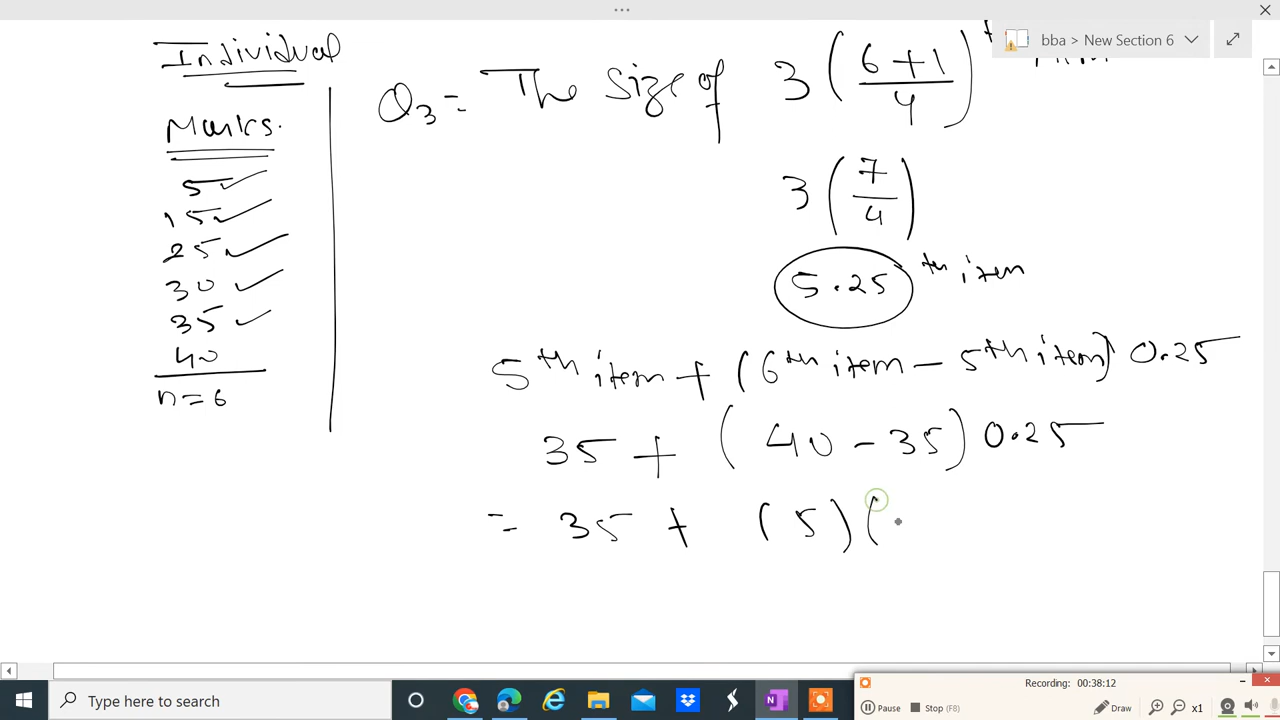 bba > New Section 6
Individual
Marks.
5
15
25
30
35
40
n = 6
Q3 = The size of 3 (6+1/4)th item
3 (7/4)
5.25 th item
5th item + (6th item - 5th item) 0.25
35 + (40 - 35) 0.25
= 35 + (5) (
Type here to search
Recording: 00:38:12
Pause Stop (F8) Draw x1